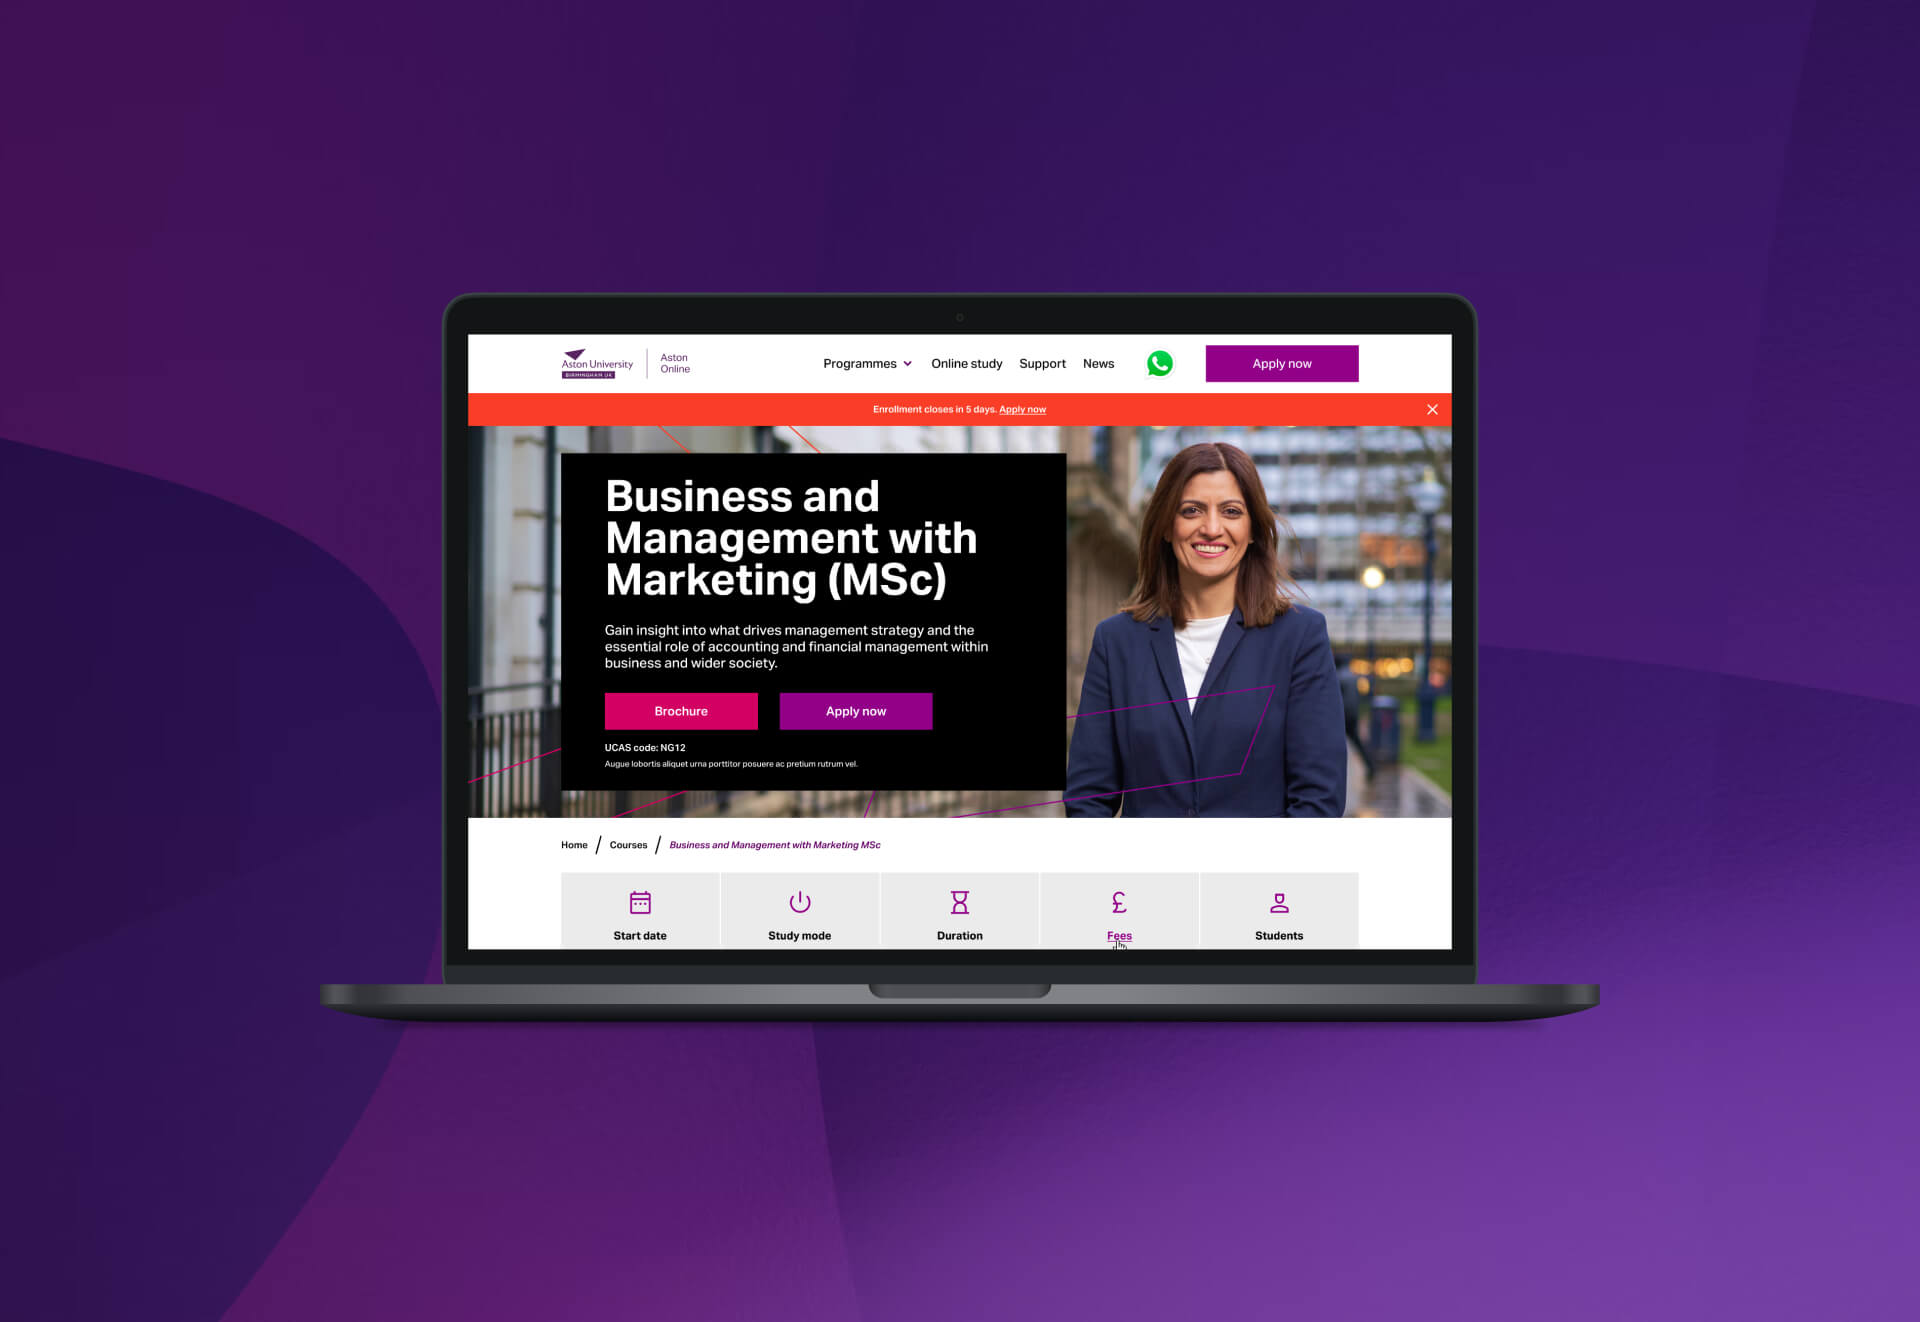 Aston University
BIRMINGHAM UK
Aston
Online
Programmes
Online study
Support
News
Apply now
Enrollment closes in 5 days. Apply now
Business and
Management with
Marketing (MSc)
Gain insight into what drives management strategy and the
essential role of accounting and financial management within
business and wider society.
Brochure
Apply now
UCAS code: NG12
Augue lobortis aliquet urna porttitor posuere ac pretium rutrum vel.
Home / Courses / Business and Management with Marketing MSc
£
Start date
Study mode
Duration
Fees
Students